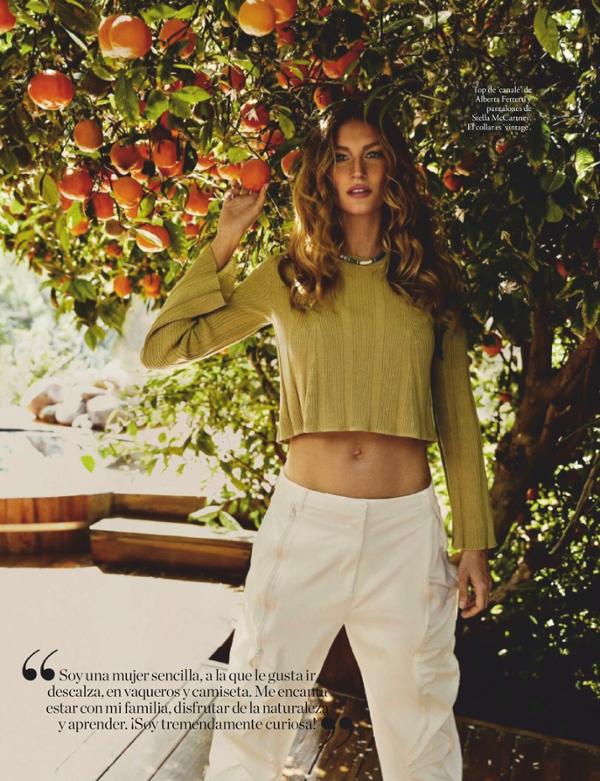 Top de 'canalé' de
Alberta Ferretti y
pantalones de
Stella McCartney.
El collar es 'vintage'.
“Soy una mujer sencilla, a la que le gusta ir
descalza, en vaqueros y camiseta. Me encanta
estar con mi familia, disfrutar de la naturaleza
y aprender. ¡Soy tremendamente curiosa!”